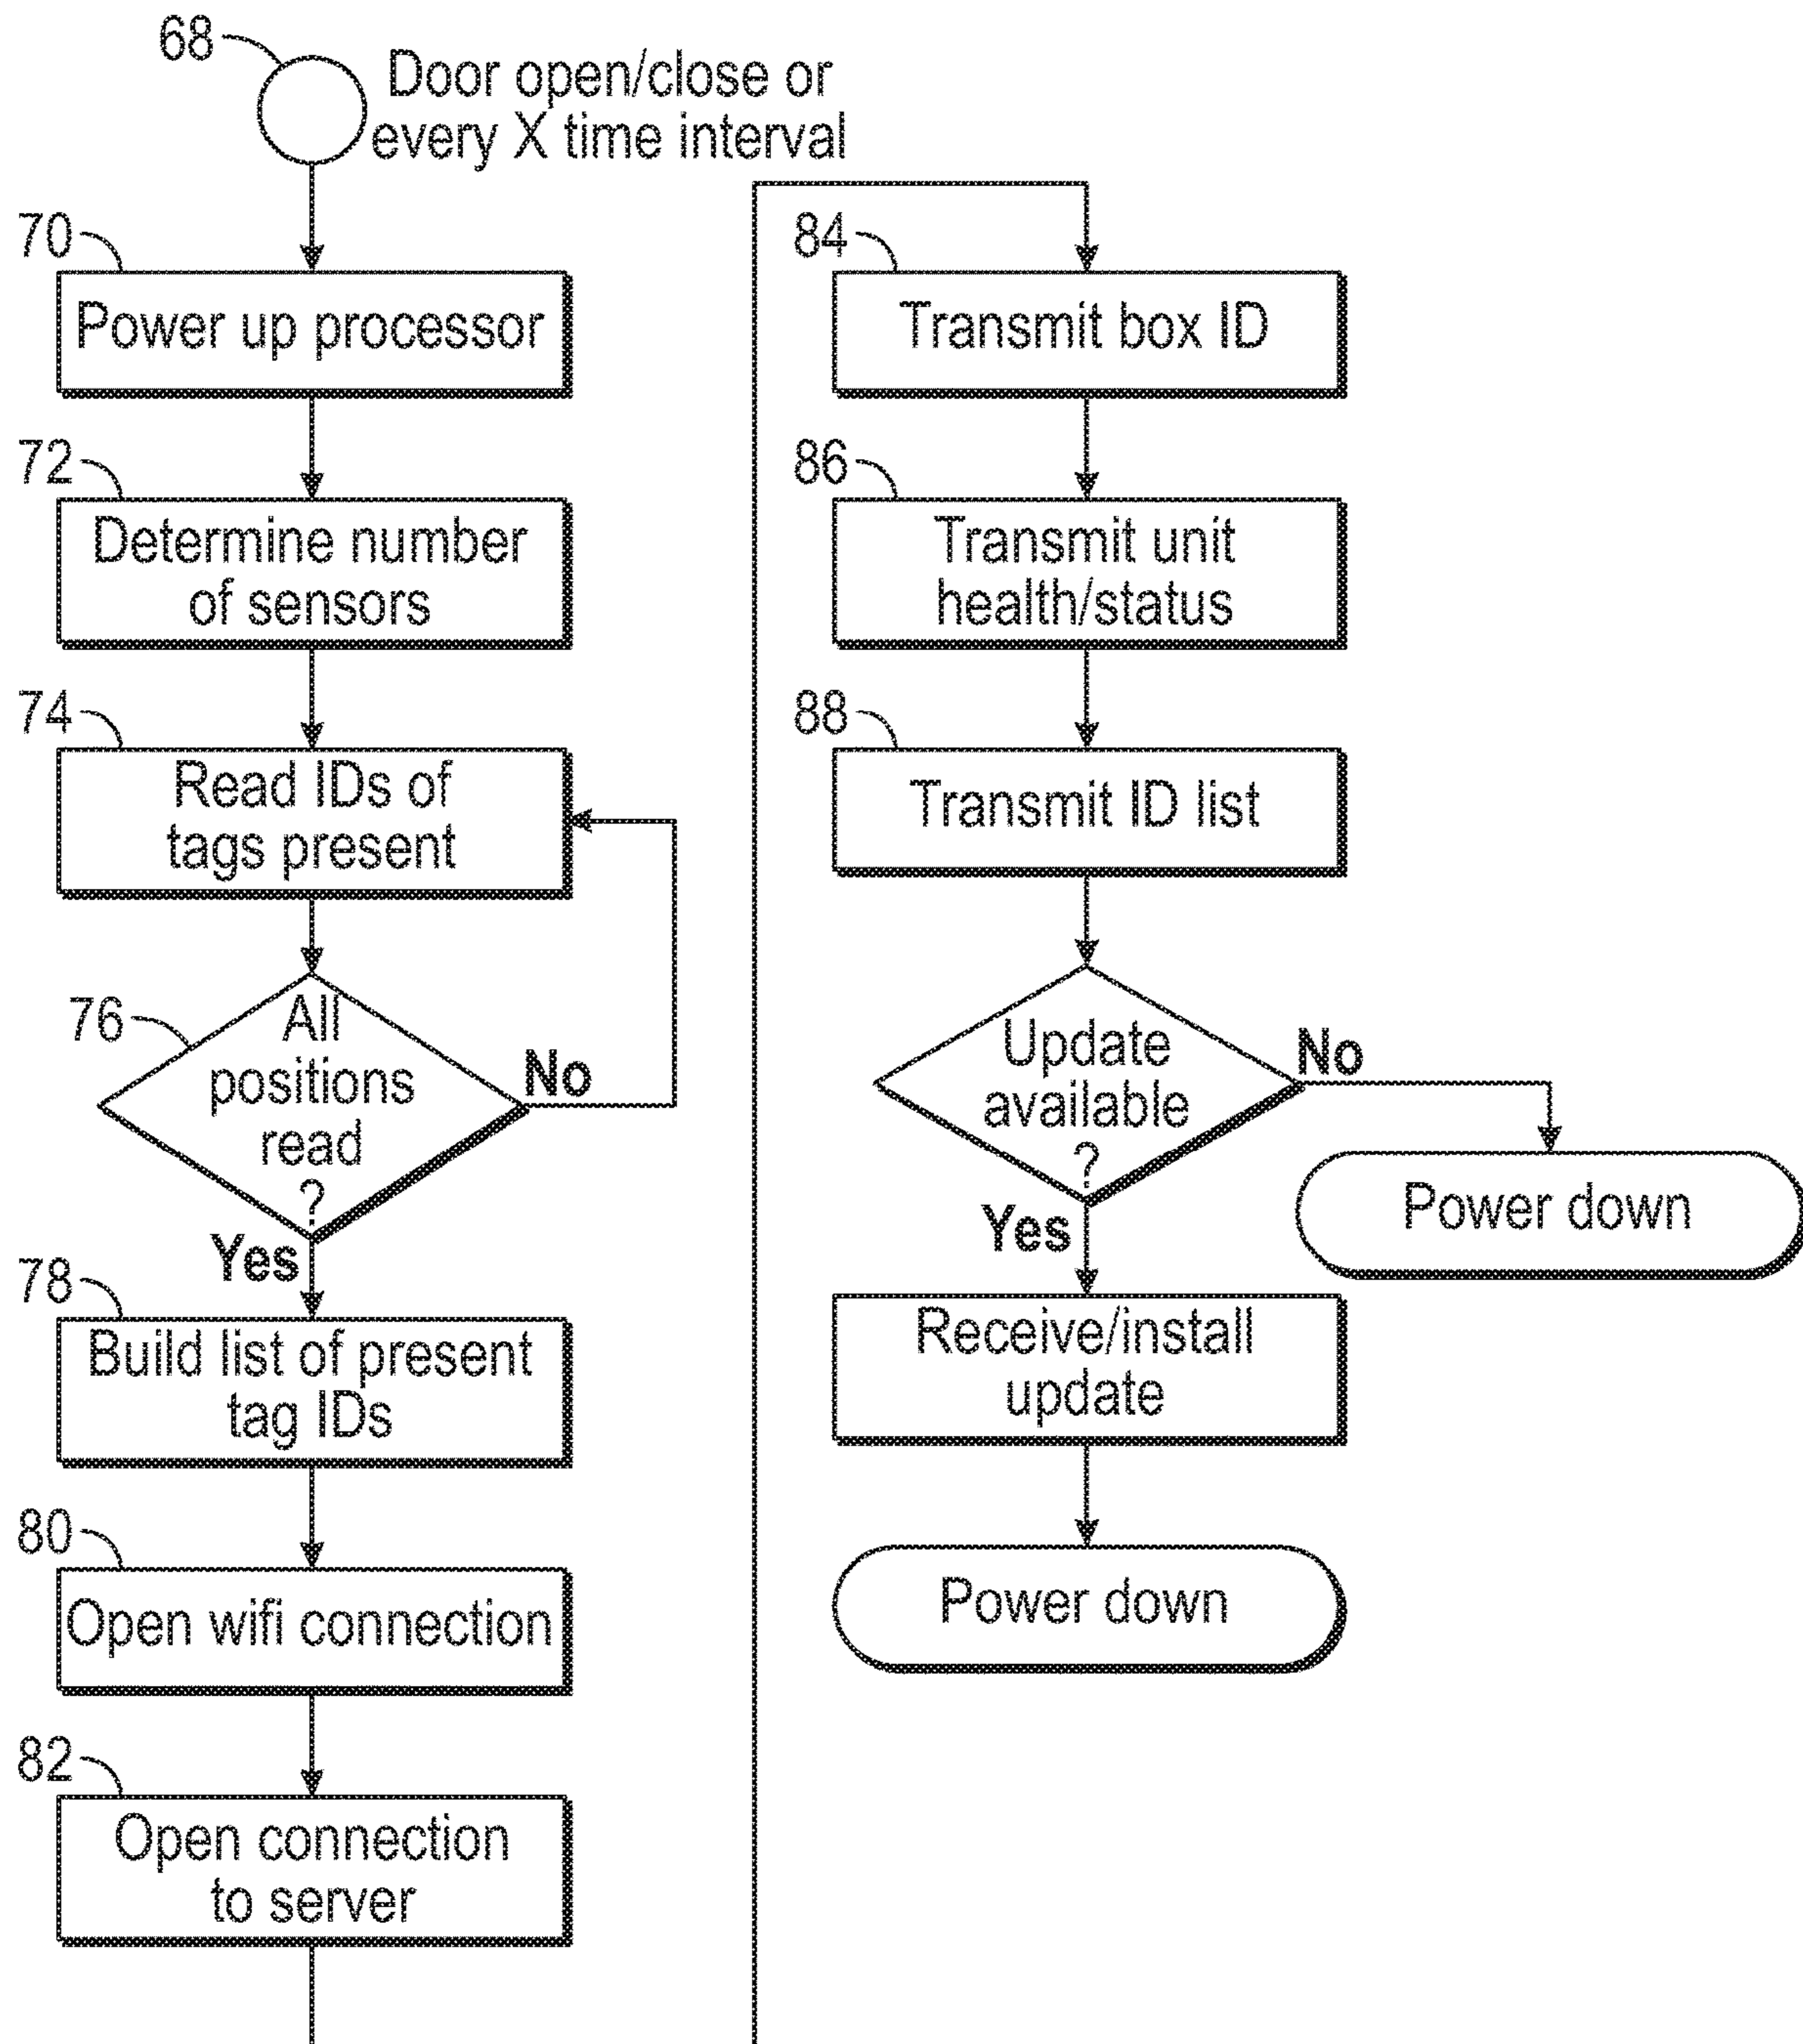 68
Door open/close or
every X time interval
70
Power up processor
72
Determine number
of sensors
74
Read IDs of
tags present
76
All
positions
read
?
No
Yes
78
Build list of present
tag IDs
80
Open wifi connection
82
Open connection
to server
84
Transmit box ID
86
Transmit unit
health/status
88
Transmit ID list
Update
available
?
No
Power down
Yes
Receive/install
update
Power down